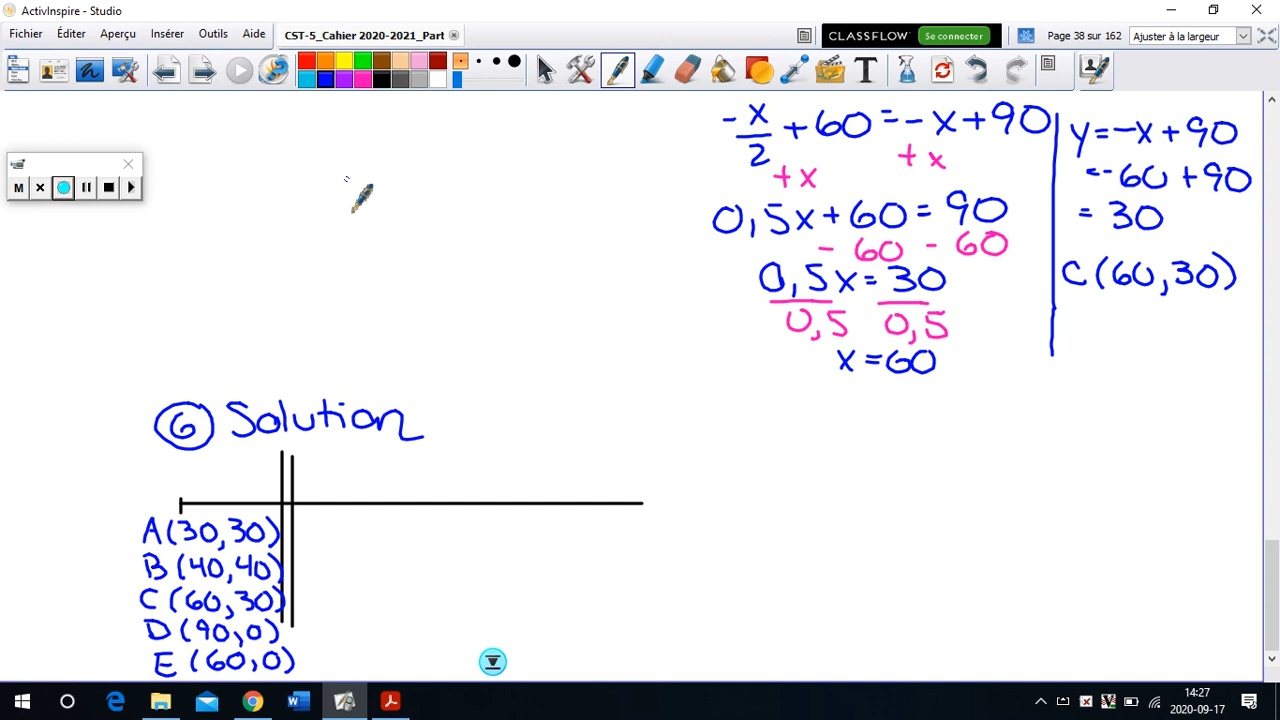 ActivInspire - Studio
Fichier Éditer Aperçu Insérer Outils Aide CST-5_Cahier 2020-2021_Part
CLASSFLOW Se connecter Page 38 sur 162 Ajuster à la largeur
M
-x/2 + 60 = -x + 90
+x +x
0,5x + 60 = 90
- 60 - 60
0,5x = 30
0,5 0,5
x = 60
y = -x + 90
= -60 + 90
= 30
C(60,30)
6 Solution
A(30,30)
B(40,40)
C(60,30)
D(90,0)
E(60,0)
14:27
2020-09-17